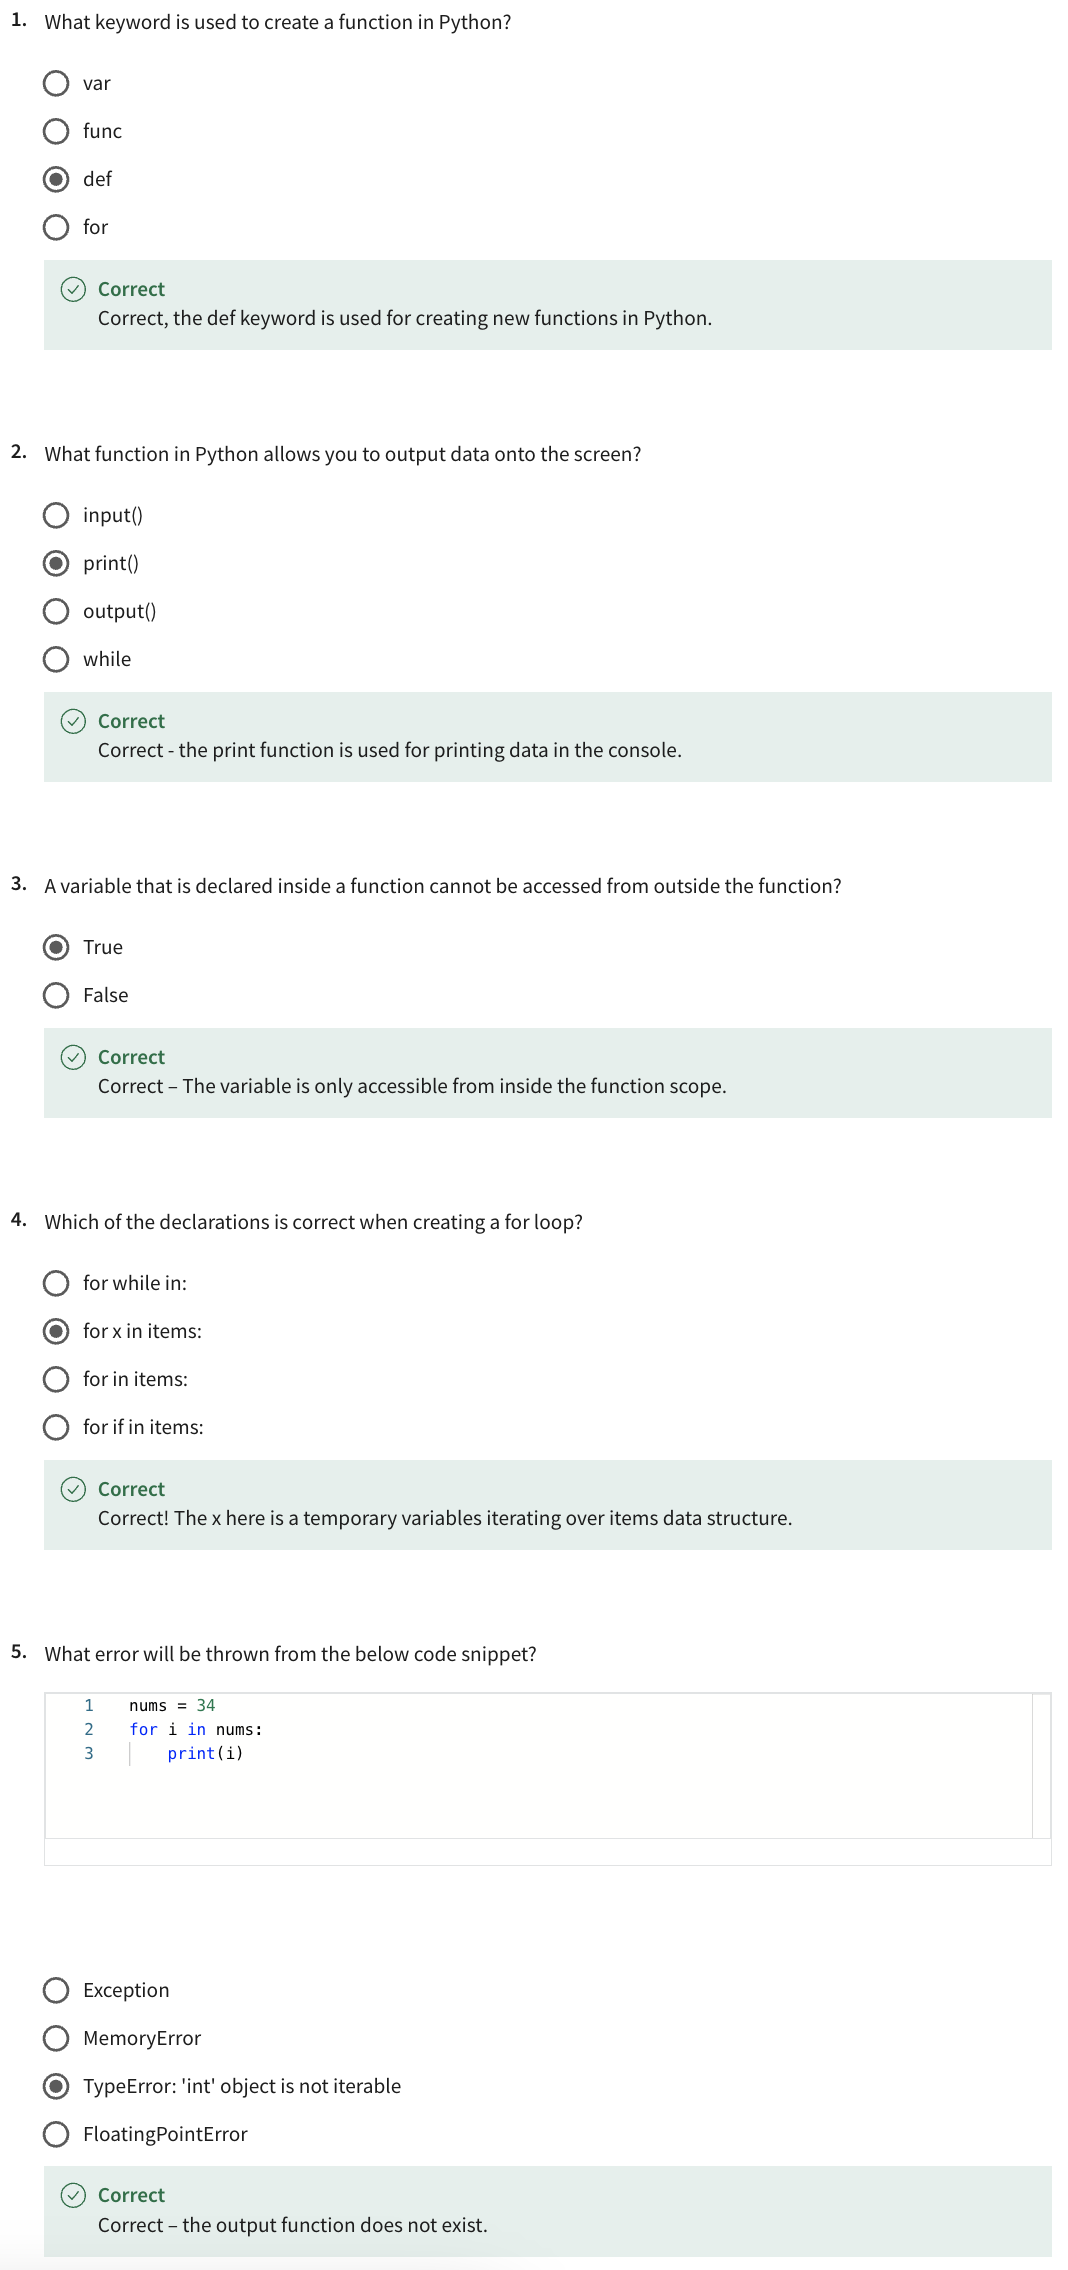 1. What keyword is used to create a function in Python?
var
func
def
for
Correct
Correct, the def keyword is used for creating new functions in Python.
2. What function in Python allows you to output data onto the screen?
input()
print()
output()
while
Correct
Correct - the print function is used for printing data in the console.
3. A variable that is declared inside a function cannot be accessed from outside the function?
True
False
Correct
Correct – The variable is only accessible from inside the function scope.
4. Which of the declarations is correct when creating a for loop?
for while in:
for x in items:
for in items:
for if in items:
Correct
Correct! The x here is a temporary variables iterating over items data structure.
5. What error will be thrown from the below code snippet?
1 nums = 34
2 for i in nums:
3 print(i)
Exception
MemoryError
TypeError: 'int' object is not iterable
FloatingPointError
Correct
Correct – the output function does not exist.